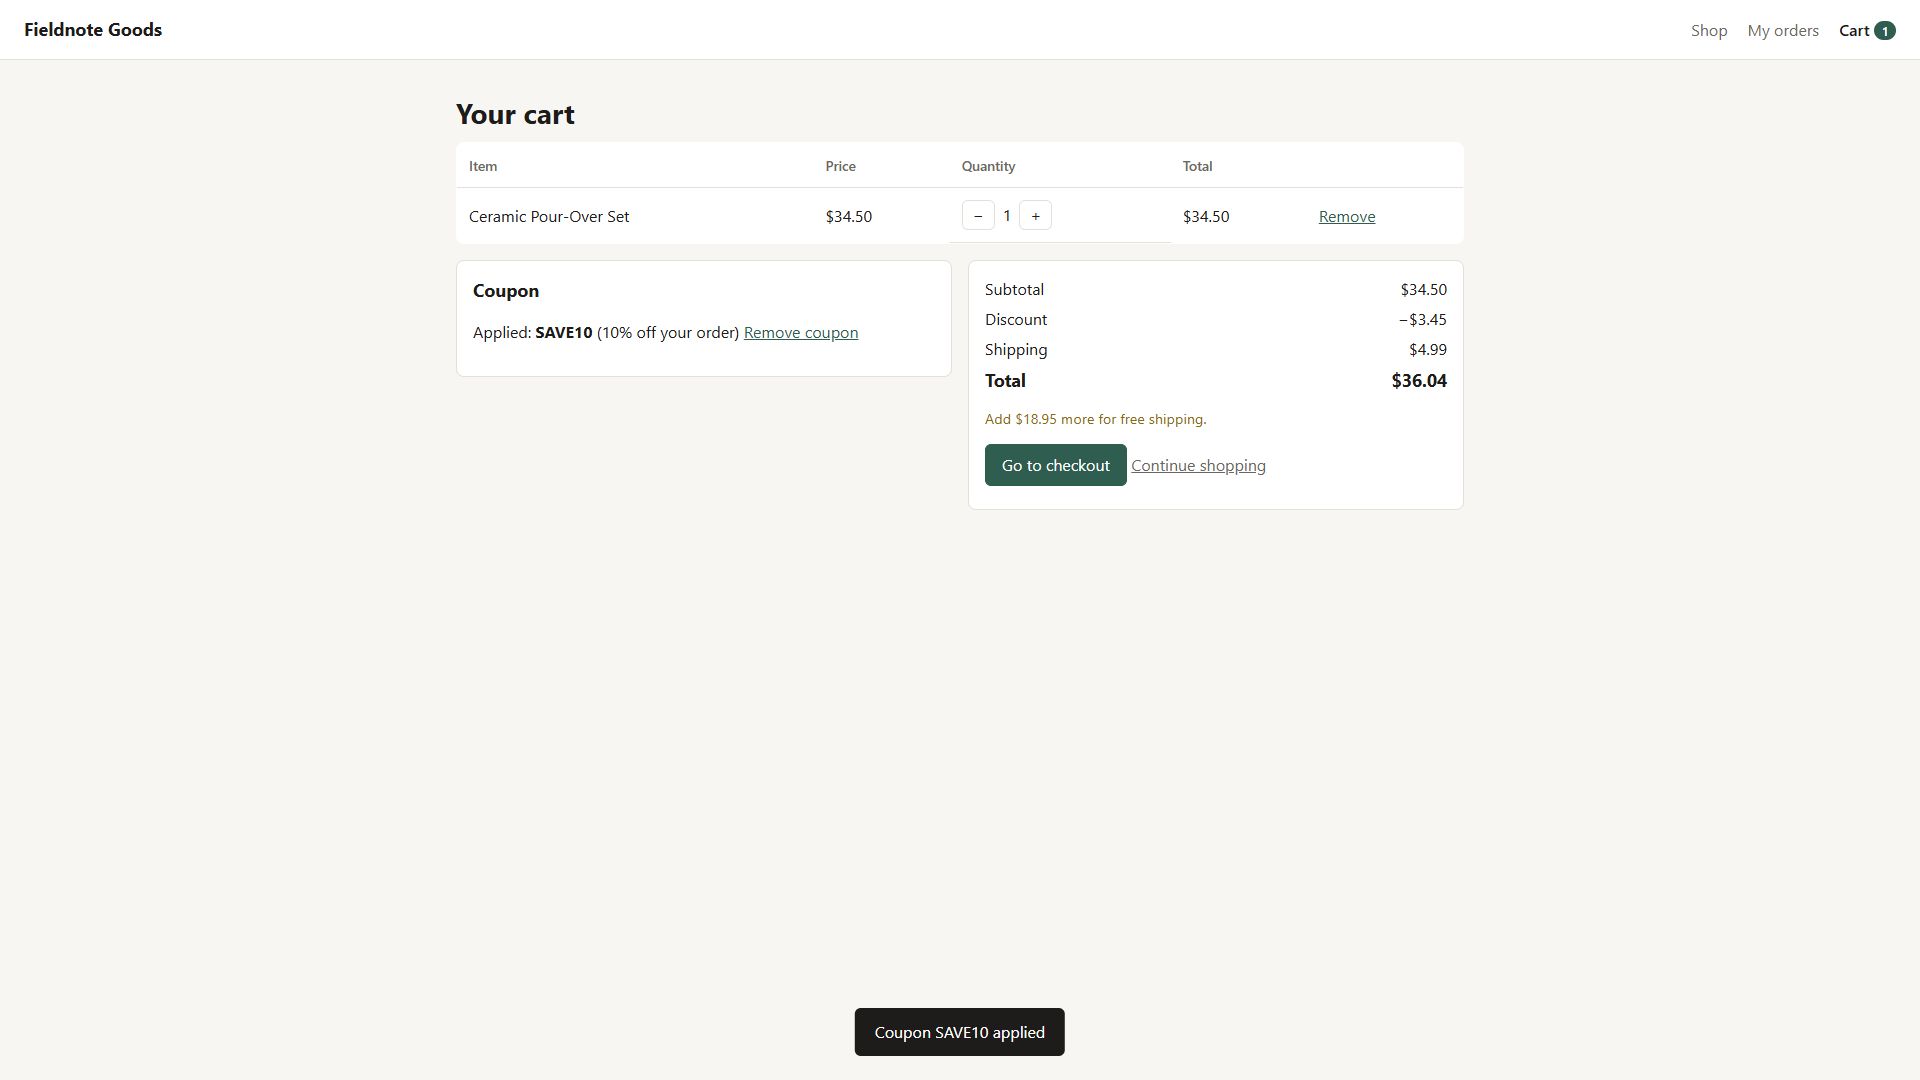 Fieldnote Goods
Shop My orders Cart 1
Your cart
Item Price Quantity Total
Ceramic Pour-Over Set $34.50 − 1 + $34.50 Remove
Coupon
Applied: SAVE10 (10% off your order) Remove coupon
Subtotal $34.50
Discount −$3.45
Shipping $4.99
Total $36.04
Add $18.95 more for free shipping.
Go to checkout Continue shopping
Coupon SAVE10 applied